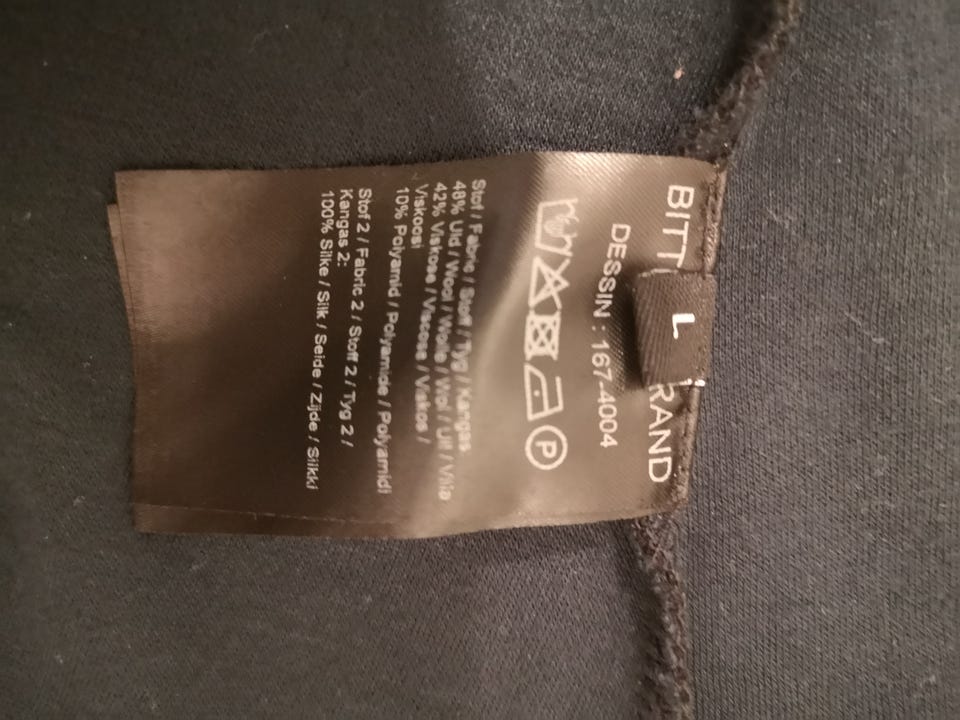 L
DESSIN : 167-4004
P
Stof / Fabric / Stoff / Tyg / Kangas
48% Uld / Wool / Wolle / Wol / Ull / Villa
42% Viskose / Viscose / Viskos /
Viskoosi
10% Polyamid / Polyamide / Polyamidi
Stof 2 / Fabric 2 / Stoff 2 / Tyg 2 /
Kangas 2:
100% Silke / Silk / Seide / Zijde / Silkki